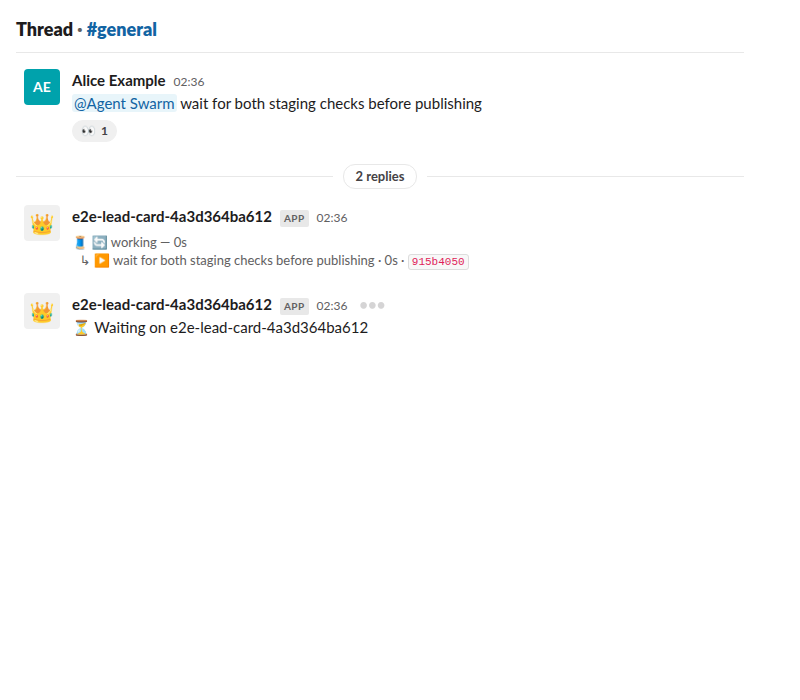 Thread • #general
AE
Alice Example 02:36
@Agent Swarm wait for both staging checks before publishing
👀 1
2 replies
e2e-lead-card-4a3d364ba612 APP 02:36
🧵 🔄 working — 0s
↳ ▶️ wait for both staging checks before publishing · 0s · 915b4050
e2e-lead-card-4a3d364ba612 APP 02:36
⏳ Waiting on e2e-lead-card-4a3d364ba612